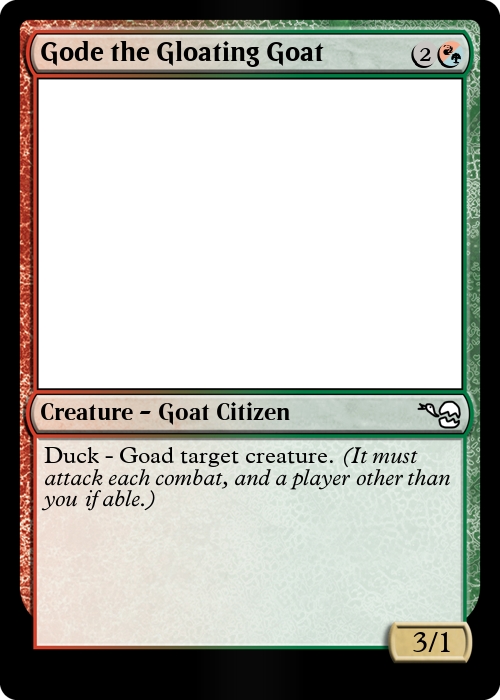 Gode the Gloating Goat 2
Creature – Goat Citizen
Duck - Goad target creature. (It must
attack each combat, and a player other than
you if able.)
3/1